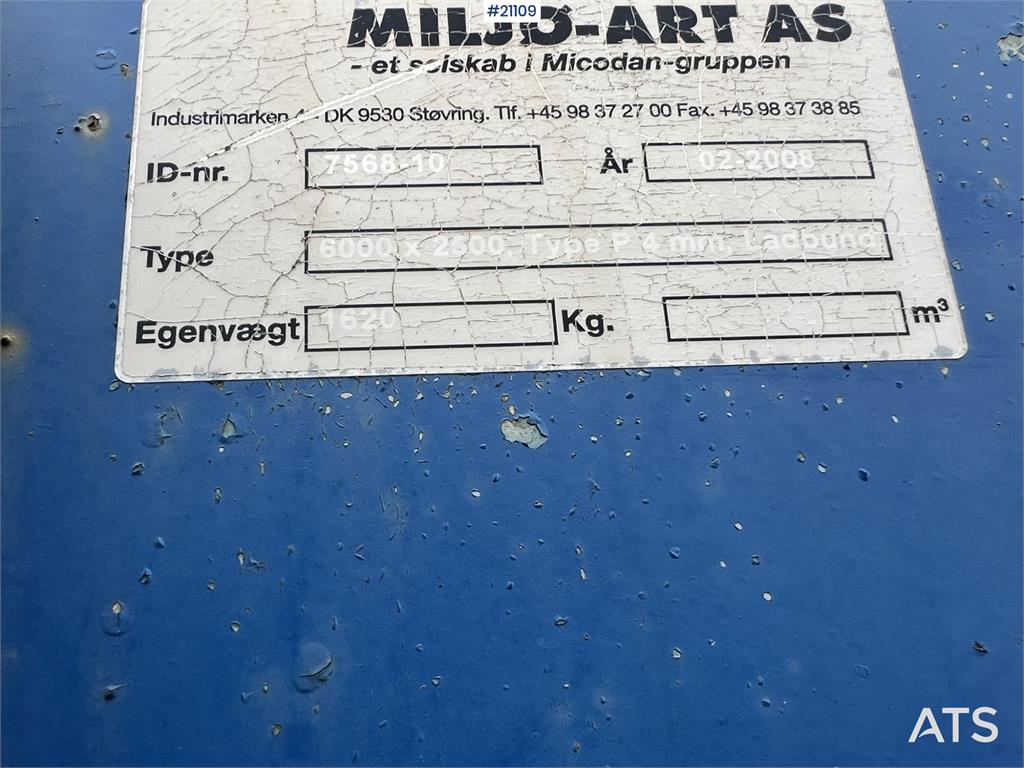 #21109
MILJØ-ART AS
- et selskab i Micodan-gruppen
Industrimarken 4 - DK 9530 Støvring. Tlf. +45 98 37 27 00 Fax. +45 98 37 38 85
ID-nr. 7568-10 År 02-2008
Type 6000 x 2500, Type P 4 mm, Ladbund
Egenvægt 1620 Kg. m³
ATS